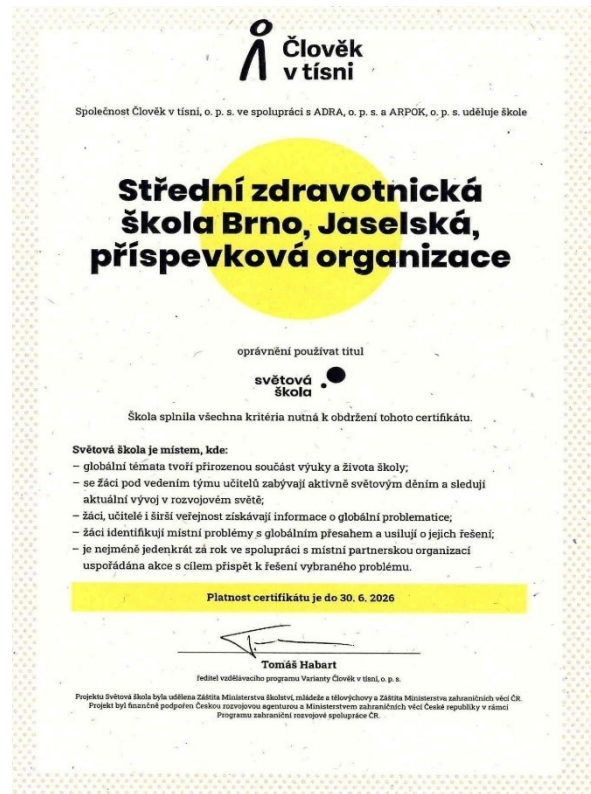 Člověk
v tísni
Společnost Člověk v tísni, o. p. s. ve spolupráci s ADRA, o. p. s. a ARPOK, o. p. s. uděluje škole
Střední zdravotnická
škola Brno, Jaselská,
příspevková organizace
oprávnění používat titul
světová
škola
Škola splnila všechna kritéria nutná k obdržení tohoto certifikátu.
Světová škola je místem, kde:
– globální témata tvoří přirozenou součást výuky a života školy;
– se žáci pod vedením týmu učitelů zabývají aktivně světovým děním a sledují
aktuální vývoj v rozvojovém světě;
– žáci, učitelé i širší veřejnost získávají informace o globální problematice;
– žáci identifikují místní problémy s globálním přesahem a usilují o jejich řešení;
– je nejméně jedenkrát za rok ve spolupráci s místní partnerskou organizací
uspořádána akce s cílem přispět k řešení vybraného problému.
Platnost certifikátu je do 30. 6. 2026
Tomáš Habart
ředitel vzdělávacího programu Varianty Člověk v tísni, o. p. s.
Projektu Světová škola byla udělena Záštita Ministerstva školství, mládeže a tělovýchovy a Záštita Ministerstva zahraničních věcí ČR.
Projekt byl finančně podpořen Českou rozvojovou agenturou a Ministerstvem zahraničních věcí České republiky v rámci
Programu zahraniční rozvojové spolupráce ČR.